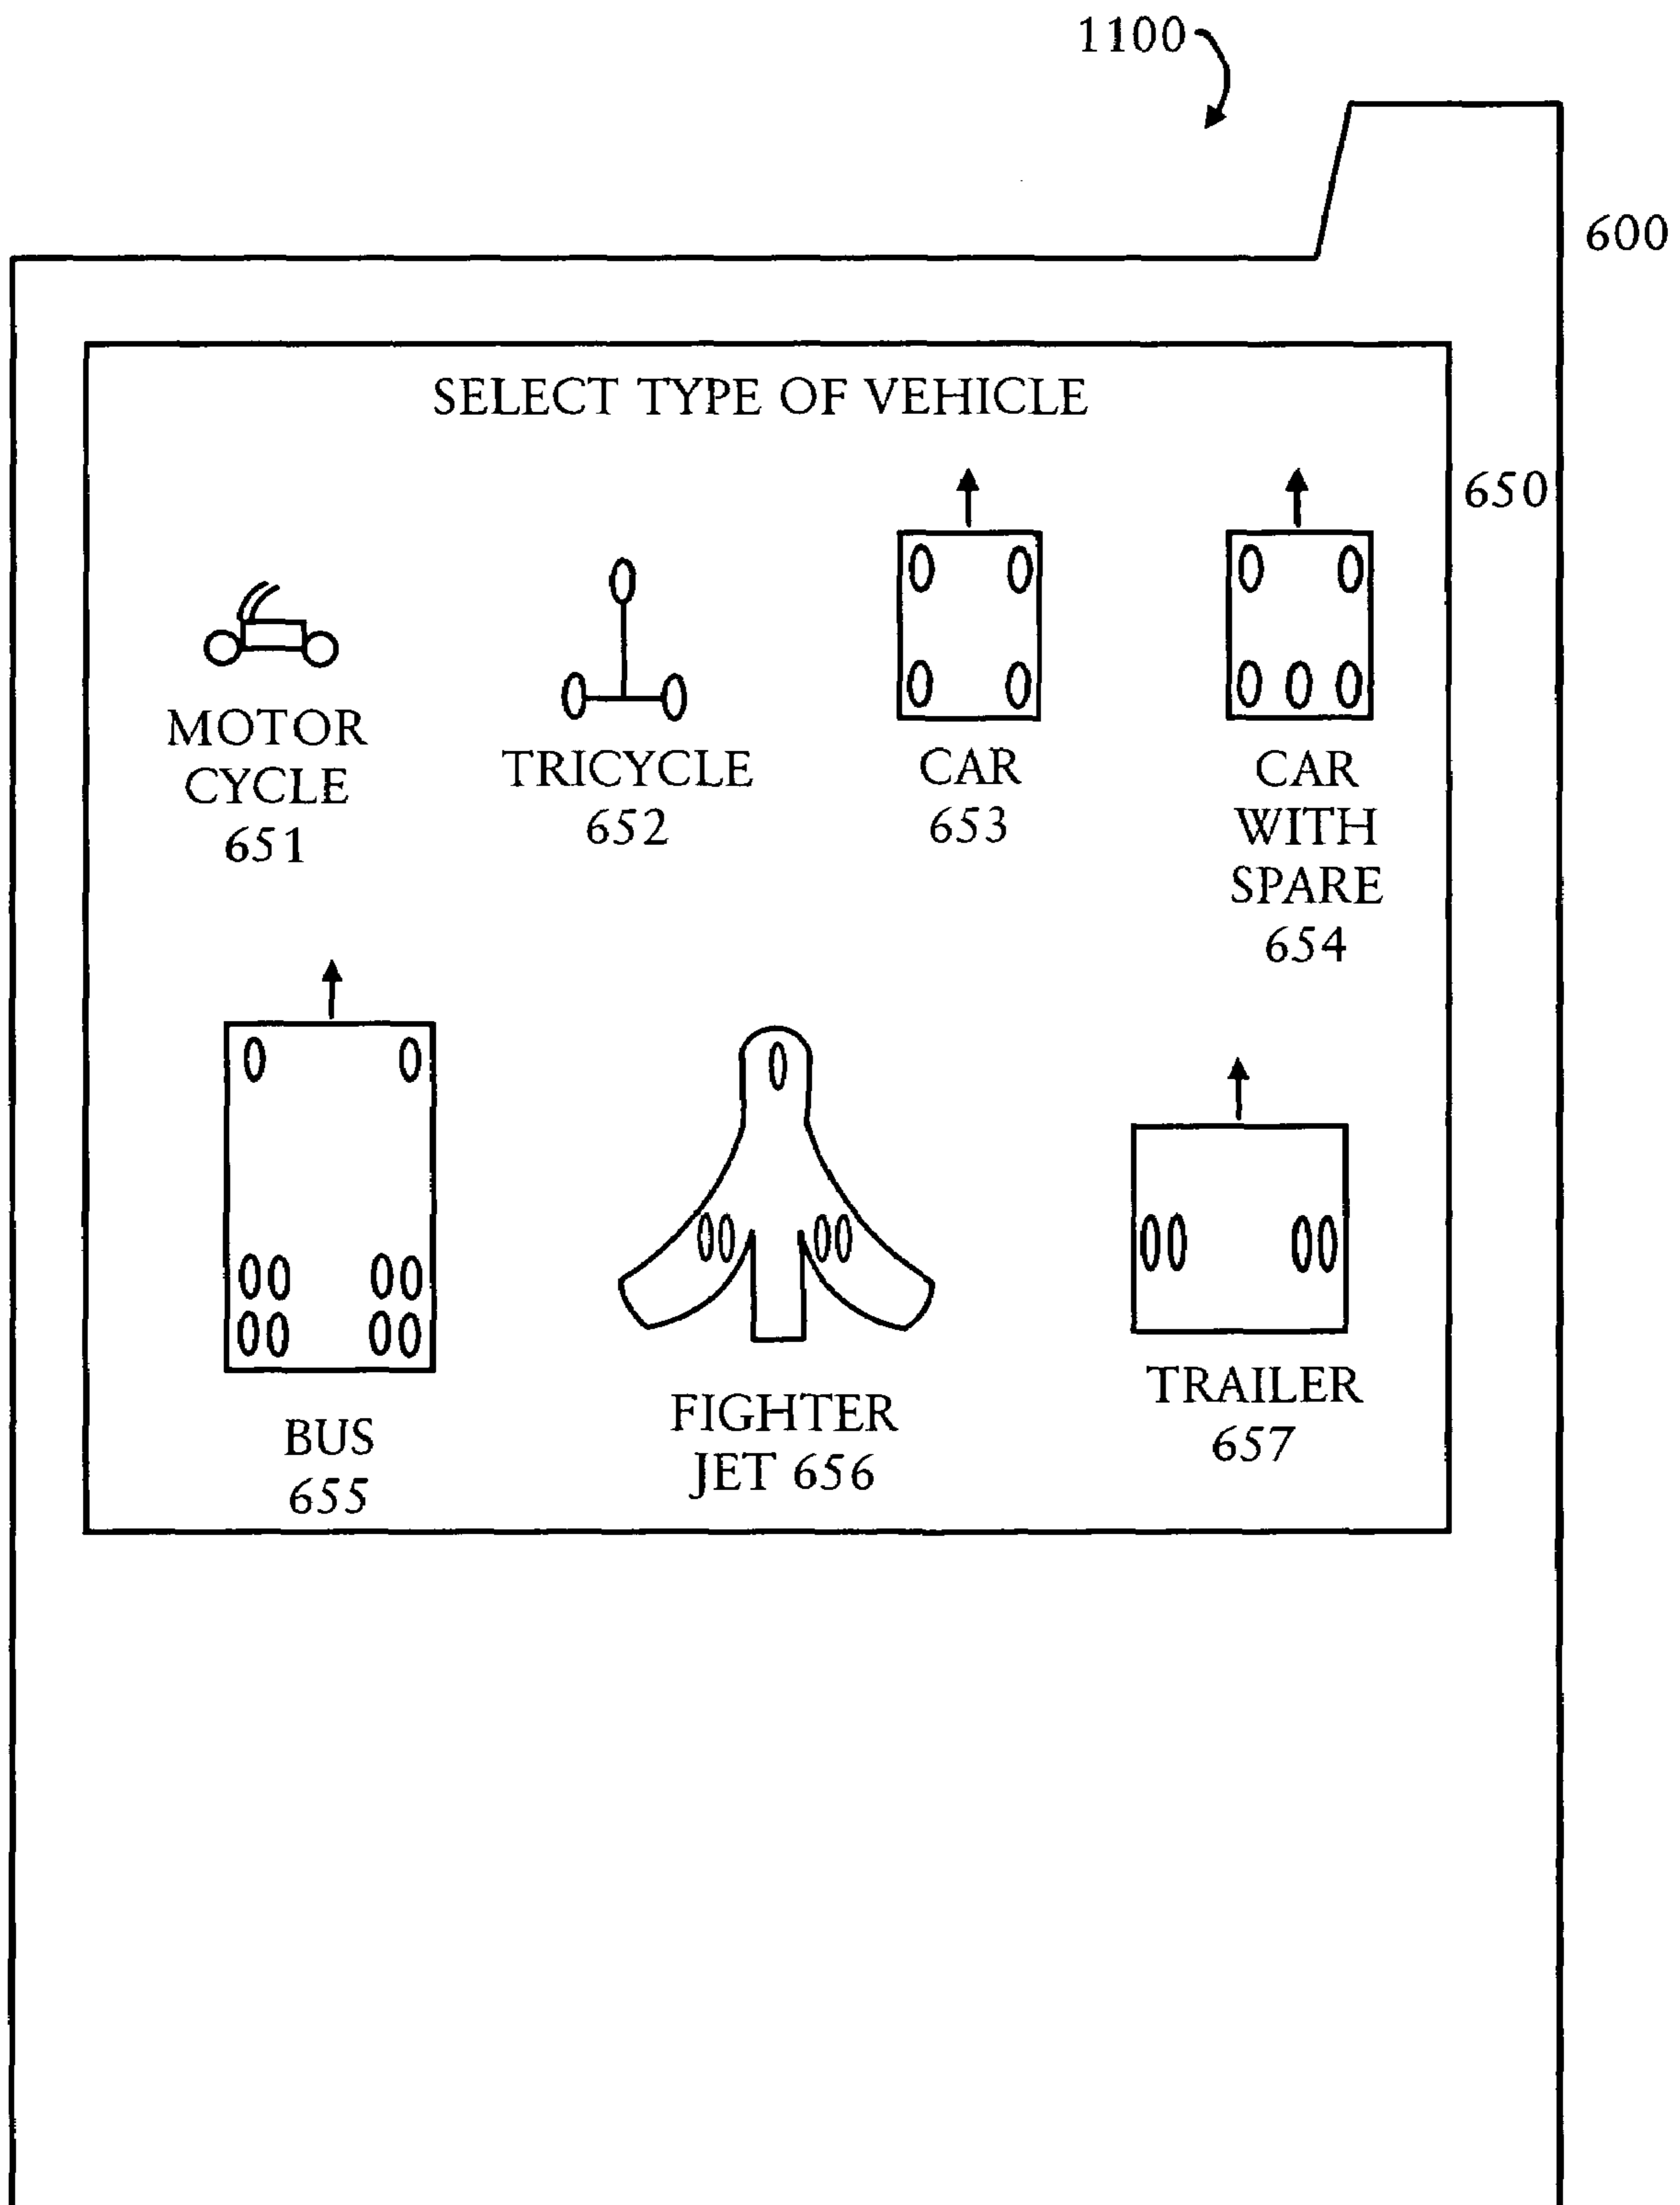 1100
600
SELECT TYPE OF VEHICLE
650
MOTOR
CYCLE
651
TRICYCLE
652
CAR
653
CAR
WITH
SPARE
654
BUS
655
FIGHTER
JET 656
TRAILER
657